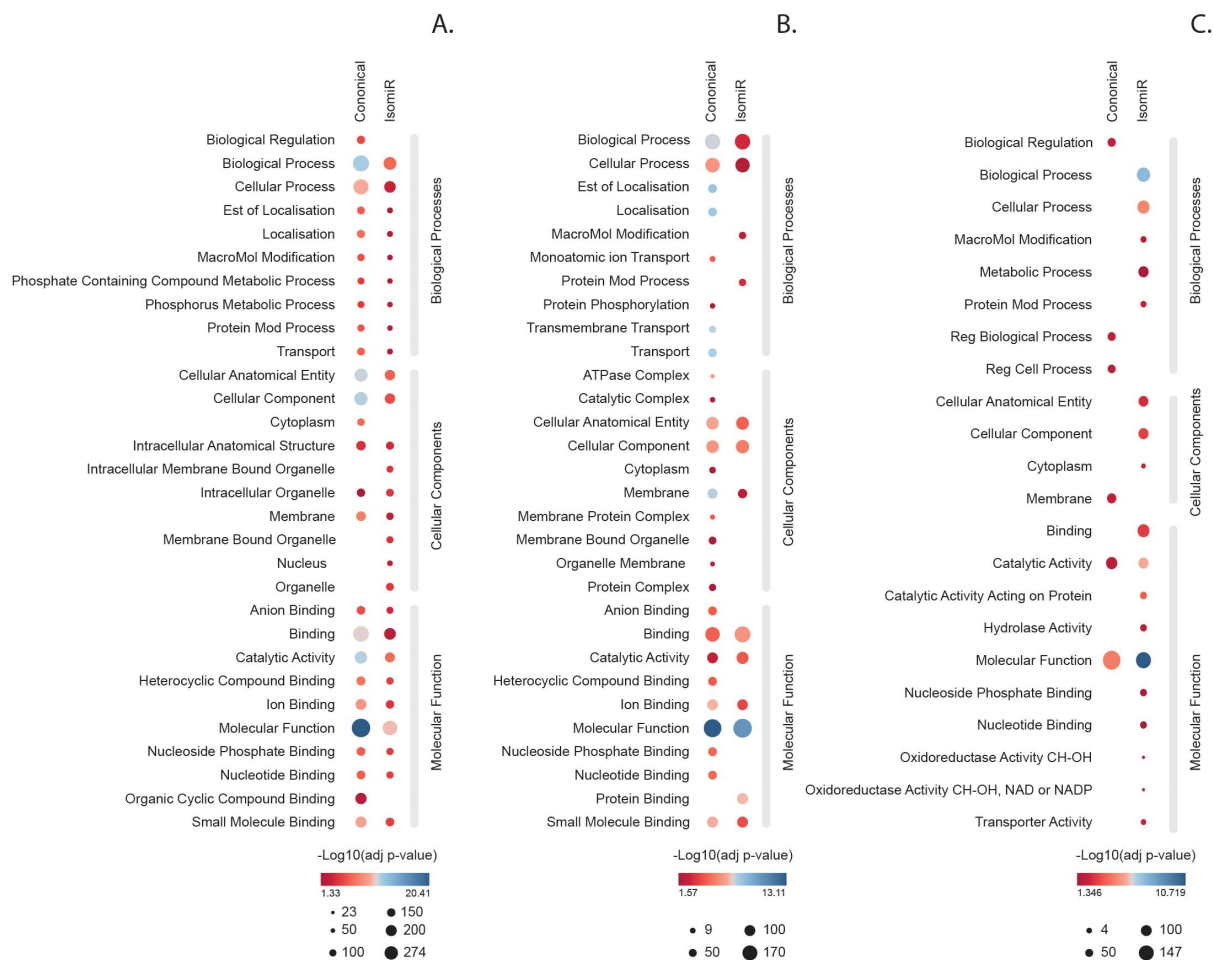 A.
Cononical
IsomiR
Biological Regulation
Biological Process
Cellular Process
Est of Localisation
Localisation
MacroMol Modification
Phosphate Containing Compound Metabolic Process
Phosphorus Metabolic Process
Protein Mod Process
Transport
Biological Processes
Cellular Anatomical Entity
Cellular Component
Cytoplasm
Intracellular Anatomical Structure
Intracellular Membrane Bound Organelle
Intracellular Organelle
Membrane
Membrane Bound Organelle
Nucleus
Organelle
Cellular Components
Anion Binding
Binding
Catalytic Activity
Heterocyclic Compound Binding
Ion Binding
Molecular Function
Nucleoside Phosphate Binding
Nucleotide Binding
Organic Cyclic Compound Binding
Small Molecule Binding
Molecular Function
-Log10(adj p-value)
1.33 20.41
23 150
50 200
100 274
B.
Cononical
IsomiR
Biological Process
Cellular Process
Est of Localisation
Localisation
MacroMol Modification
Monoatomic ion Transport
Protein Mod Process
Protein Phosphorylation
Transmembrane Transport
Transport
Biological Processes
ATPase Complex
Catalytic Complex
Cellular Anatomical Entity
Cellular Component
Cytoplasm
Membrane
Membrane Protein Complex
Membrane Bound Organelle
Organelle Membrane
Protein Complex
Cellular Components
Anion Binding
Binding
Catalytic Activity
Heterocyclic Compound Binding
Ion Binding
Molecular Function
Nucleoside Phosphate Binding
Nucleotide Binding
Protein Binding
Small Molecule Binding
Molecular Function
-Log10(adj p-value)
1.57 13.11
9 100
50 170
C.
Cononical
IsomiR
Biological Regulation
Biological Process
Cellular Process
MacroMol Modification
Metabolic Process
Protein Mod Process
Reg Biological Process
Reg Cell Process
Biological Processes
Cellular Anatomical Entity
Cellular Component
Cytoplasm
Membrane
Cellular Components
Binding
Catalytic Activity
Catalytic Activity Acting on Protein
Hydrolase Activity
Molecular Function
Nucleoside Phosphate Binding
Nucleotide Binding
Oxidoreductase Activity CH-OH
Oxidoreductase Activity CH-OH, NAD or NADP
Transporter Activity
Molecular Function
-Log10(adj p-value)
1.346 10.719
4 100
50 147